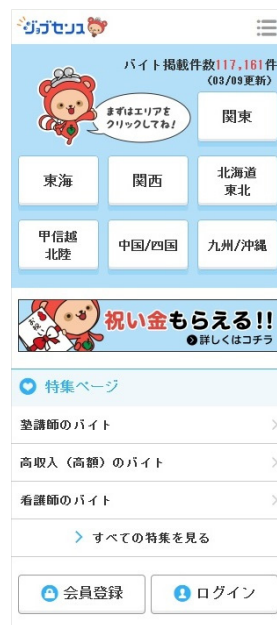 ジョブセンス
バイト掲載件数117,161件
(03/09更新)
まずはエリアを
クリックしてね!
関東
東海
関西
北海道
東北
甲信越
北陸
中国/四国
九州/沖縄
お祝い
祝い金もらえる!!
詳しくはコチラ
特集ページ
塾講師のバイト
高収入（高額）のバイト
看護師のバイト
すべての特集を見る
会員登録
ログイン